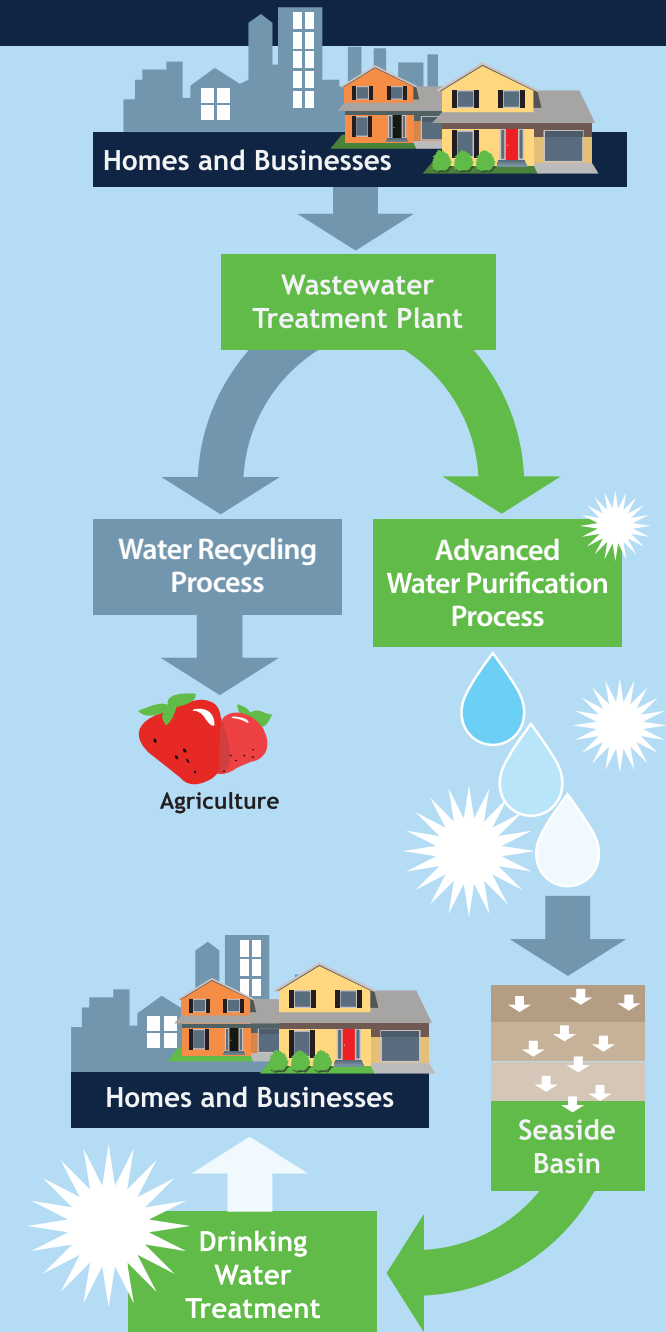 Homes and Businesses
Wastewater
Treatment Plant
Water Recycling
Process
Advanced
Water Purification
Process
Agriculture
Homes and Businesses
Seaside
Basin
Drinking
Water
Treatment